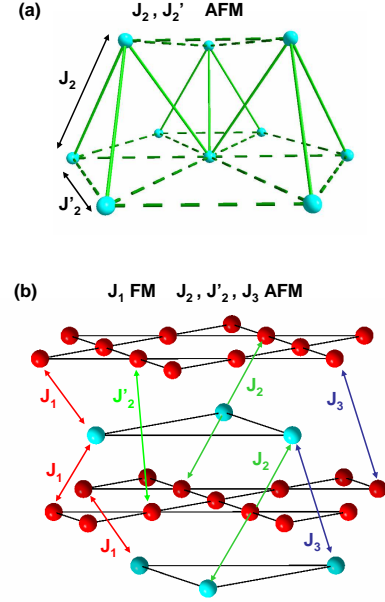 (a) J₂ , J₂’ AFM
J₂
J’₂
(b) J₁ FM J₂ , J’₂ , J₃ AFM
J₁ J’₂ J₂ J₃
J₁ J₂
J₁ J₃